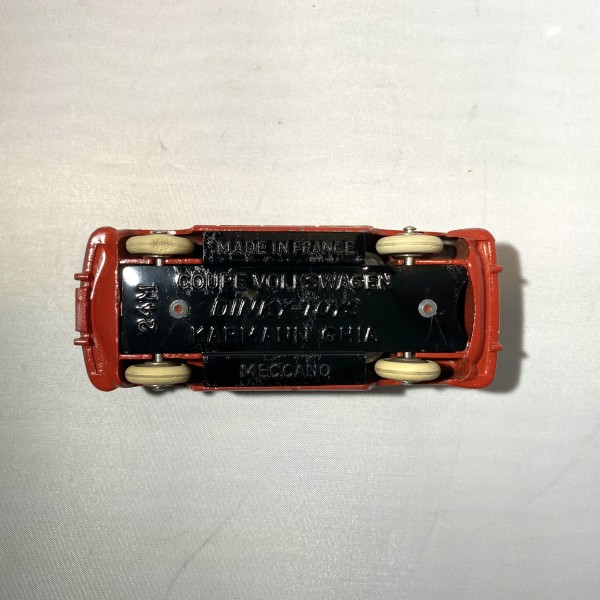 MADE IN FRANCE
COUPE VOLKSWAGEN
DINKY-TOYS
KARMANN GHIA
MECCANO
24M